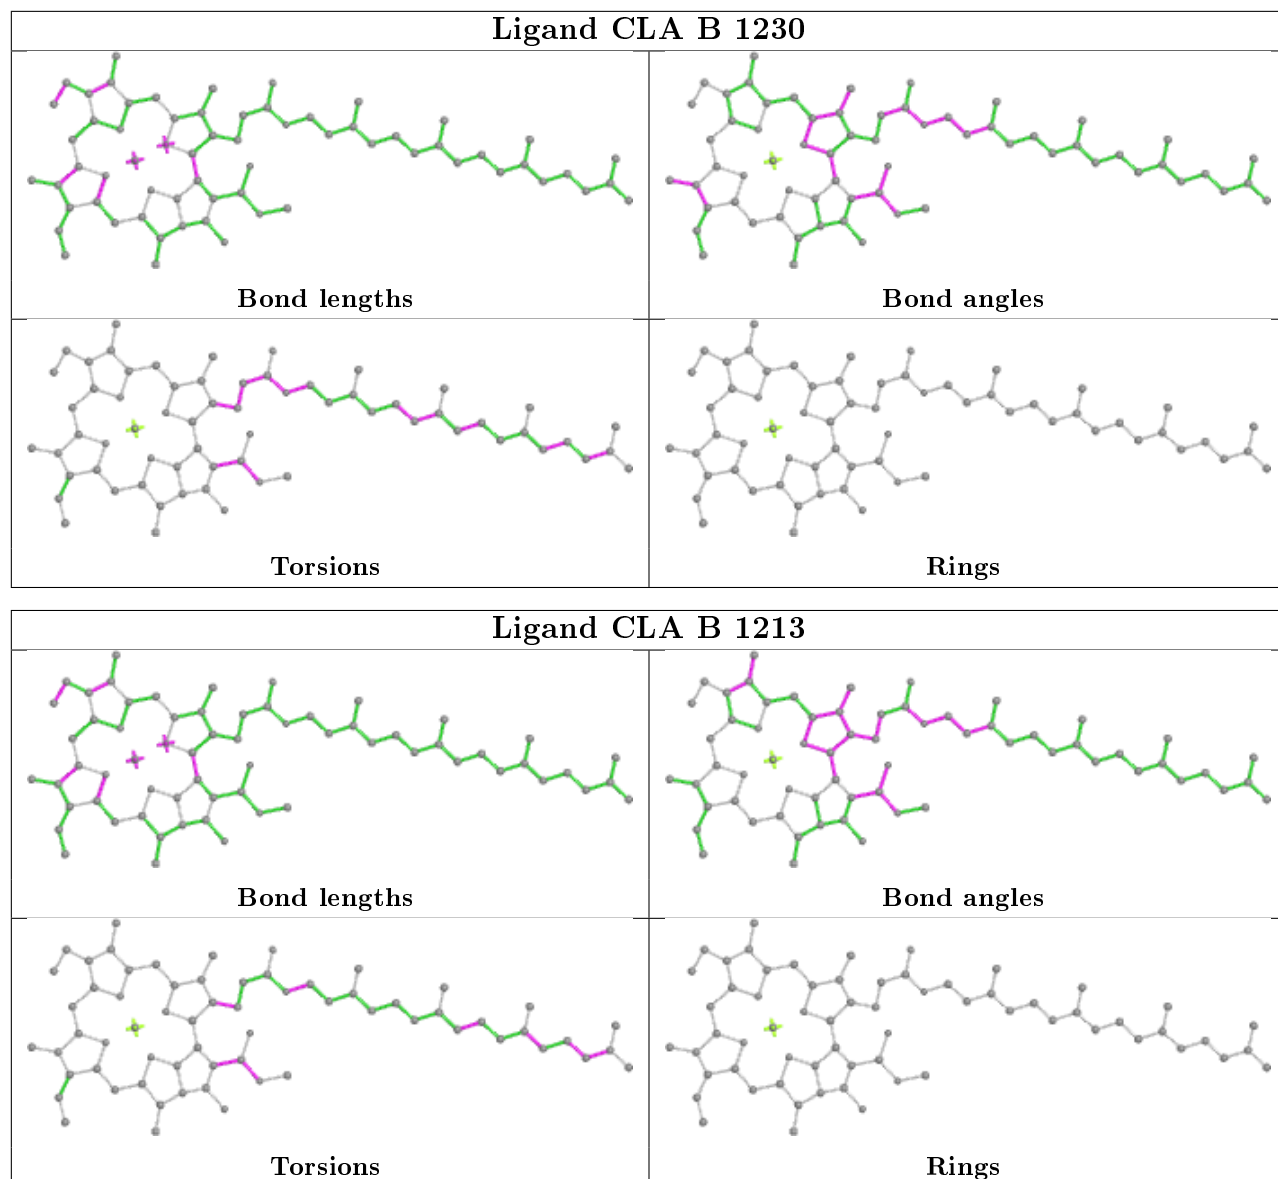 Ligand CLA B 1230
Bond lengths
Bond angles
Torsions
Rings
Ligand CLA B 1213
Bond lengths
Bond angles
Torsions
Rings